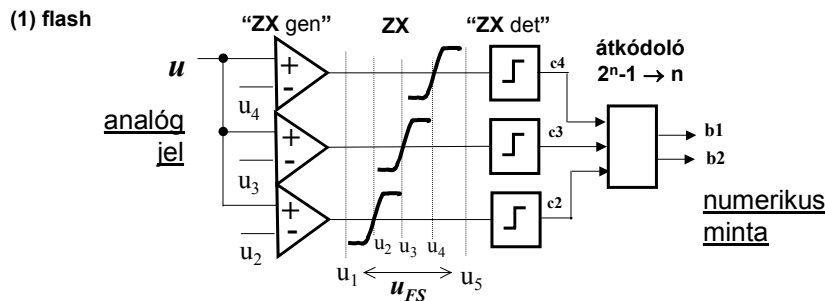 (1) flash
“ZX gen” ZX “ZX det”
átkódoló
2ⁿ-1 → n
u
analóg
jel
+
-
u4
c4
+
-
u3
c3
b1
b2
+
-
u2
c2
numerikus
minta
u2 u3 u4
u1 u5
uFS